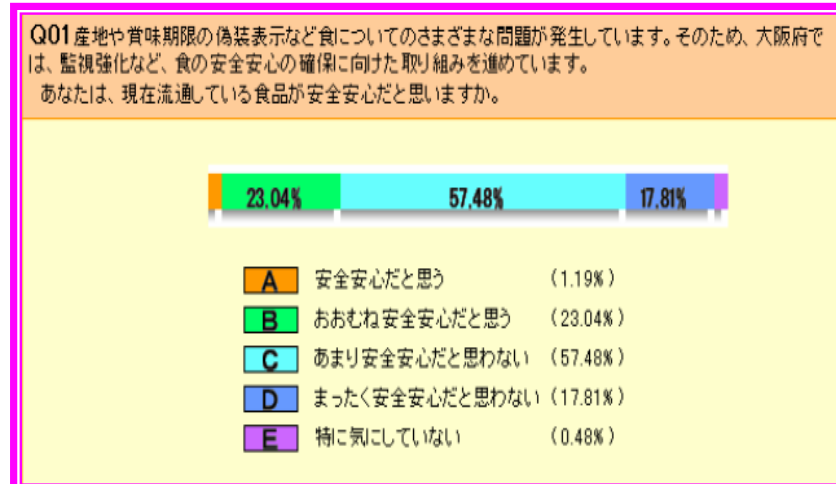 Q01産地や賞味期限の偽装表示など食についてのさまざまな問題が発生しています。そのため、大阪府で
は、監視強化など、食の安全安心の確保に向けた取り組みを進めています。
あなたは、現在流通している食品が安全安心だと思いますか。
23.04% 57.48% 17.81%
A 安全安心だと思う (1.19%)
B おおむね安全安心だと思う (23.04%)
C あまり安全安心だと思わない (57.48%)
D まったく安全安心だと思わない (17.81%)
E 特に気にしていない (0.48%)